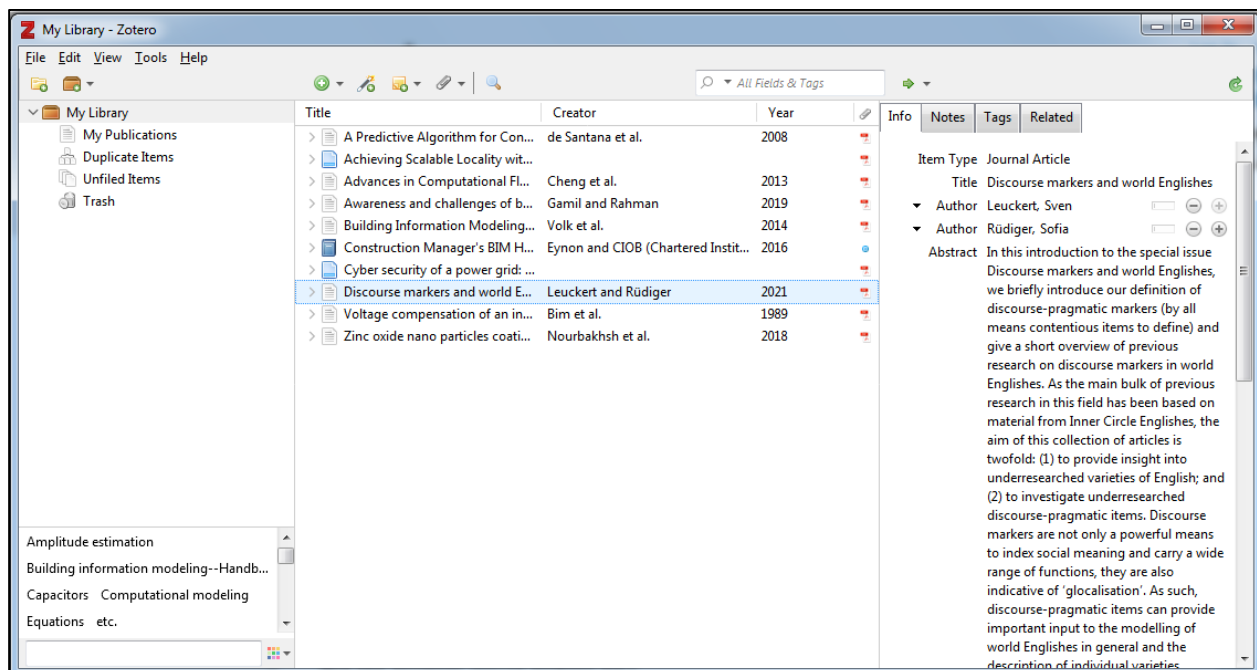 My Library - Zotero
File Edit View Tools Help
All Fields & Tags
My Library
My Publications
Duplicate Items
Unfiled Items
Trash
Title Creator Year
A Predictive Algorithm for Con... de Santana et al. 2008
Achieving Scalable Locality wit...
Advances in Computational Fl... Cheng et al. 2013
Awareness and challenges of b... Gamil and Rahman 2019
Building Information Modeling... Volk et al. 2014
Construction Manager's BIM H... Eynon and CIOB (Chartered Instit... 2016
Cyber security of a power grid: ...
Discourse markers and world E... Leuckert and Rüdiger 2021
Voltage compensation of an in... Bim et al. 1989
Zinc oxide nano particles coati... Nourbakhsh et al. 2018
Info Notes Tags Related
Item Type Journal Article
Title Discourse markers and world Englishes
Author Leuckert, Sven
Author Rüdiger, Sofia
Abstract In this introduction to the special issue
Discourse markers and world Englishes,
we briefly introduce our definition of
discourse-pragmatic markers (by all
means contentious items to define) and
give a short overview of previous
research on discourse markers in world
Englishes. As the main bulk of previous
research in this field has been based on
material from Inner Circle Englishes, the
aim of this collection of articles is
twofold: (1) to provide insight into
underresearched varieties of English; and
(2) to investigate underresearched
discourse-pragmatic items. Discourse
markers are not only a powerful means
to index social meaning and carry a wide
range of functions, they are also
indicative of 'glocalisation'. As such,
discourse-pragmatic items can provide
important input to the modelling of
world Englishes in general and the
description of individual varieties
Amplitude estimation
Building information modeling--Handb...
Capacitors Computational modeling
Equations etc.